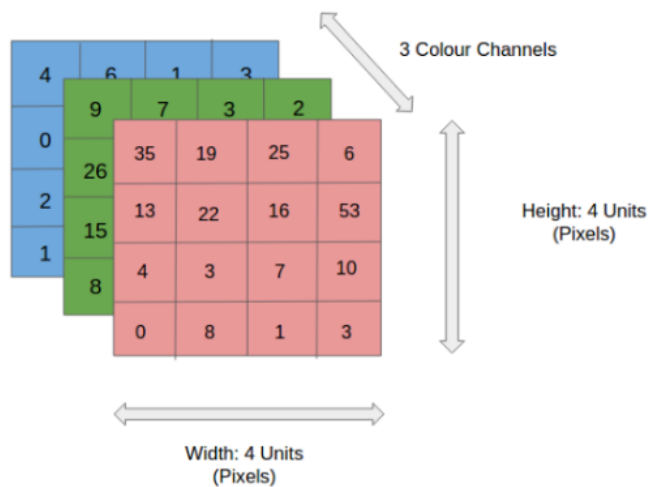 3 Colour Channels
4 6 1 3
9 7 3 2
0
35 19 25 6
26
2
13 22 16 53
Height: 4 Units
(Pixels)
15
1
4 3 7 10
8
0 8 1 3
Width: 4 Units
(Pixels)